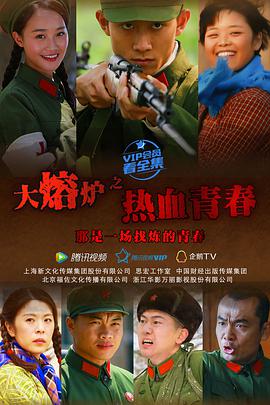 VIP会员
看全集
大熔炉之热血青春
那是一场找炼的青春
腾讯视频 腾讯视频VIP 企鹅TV
上海新文化传媒集团股份有限公司 思宏工作室 中国财经出版传媒集团
北京福佐文化传播有限公司 浙江华影万丽影视股份有限公司